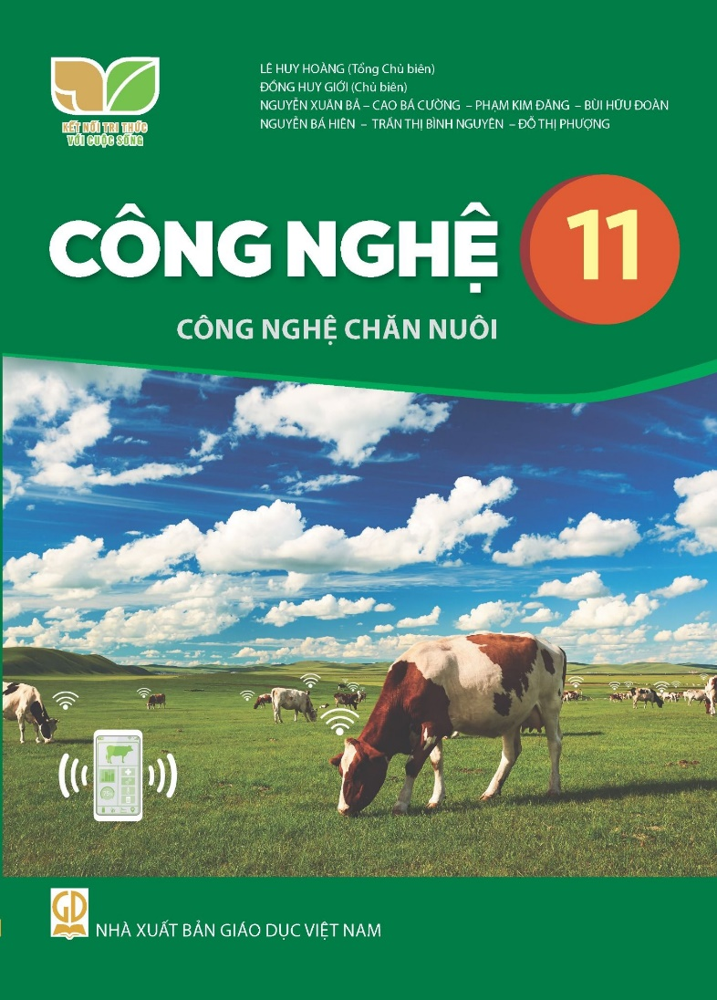 LÊ HUY HOÀNG (Tổng Chủ biên)
ĐỒNG HUY GIỚI (Chủ biên)
NGUYỄN XUÂN BẢ – CAO BÁ CƯỜNG – PHẠM KIM ĐĂNG – BÙI HỮU ĐOÀN
NGUYỄN BÁ HIÊN – TRẦN THỊ BÌNH NGUYÊN – ĐỖ THỊ PHƯỢNG
KẾT NỐI TRI THỨC
VỚI CUỘC SỐNG
CÔNG NGHỆ 11
CÔNG NGHỆ CHĂN NUÔI
GD
NHÀ XUẤT BẢN GIÁO DỤC VIỆT NAM